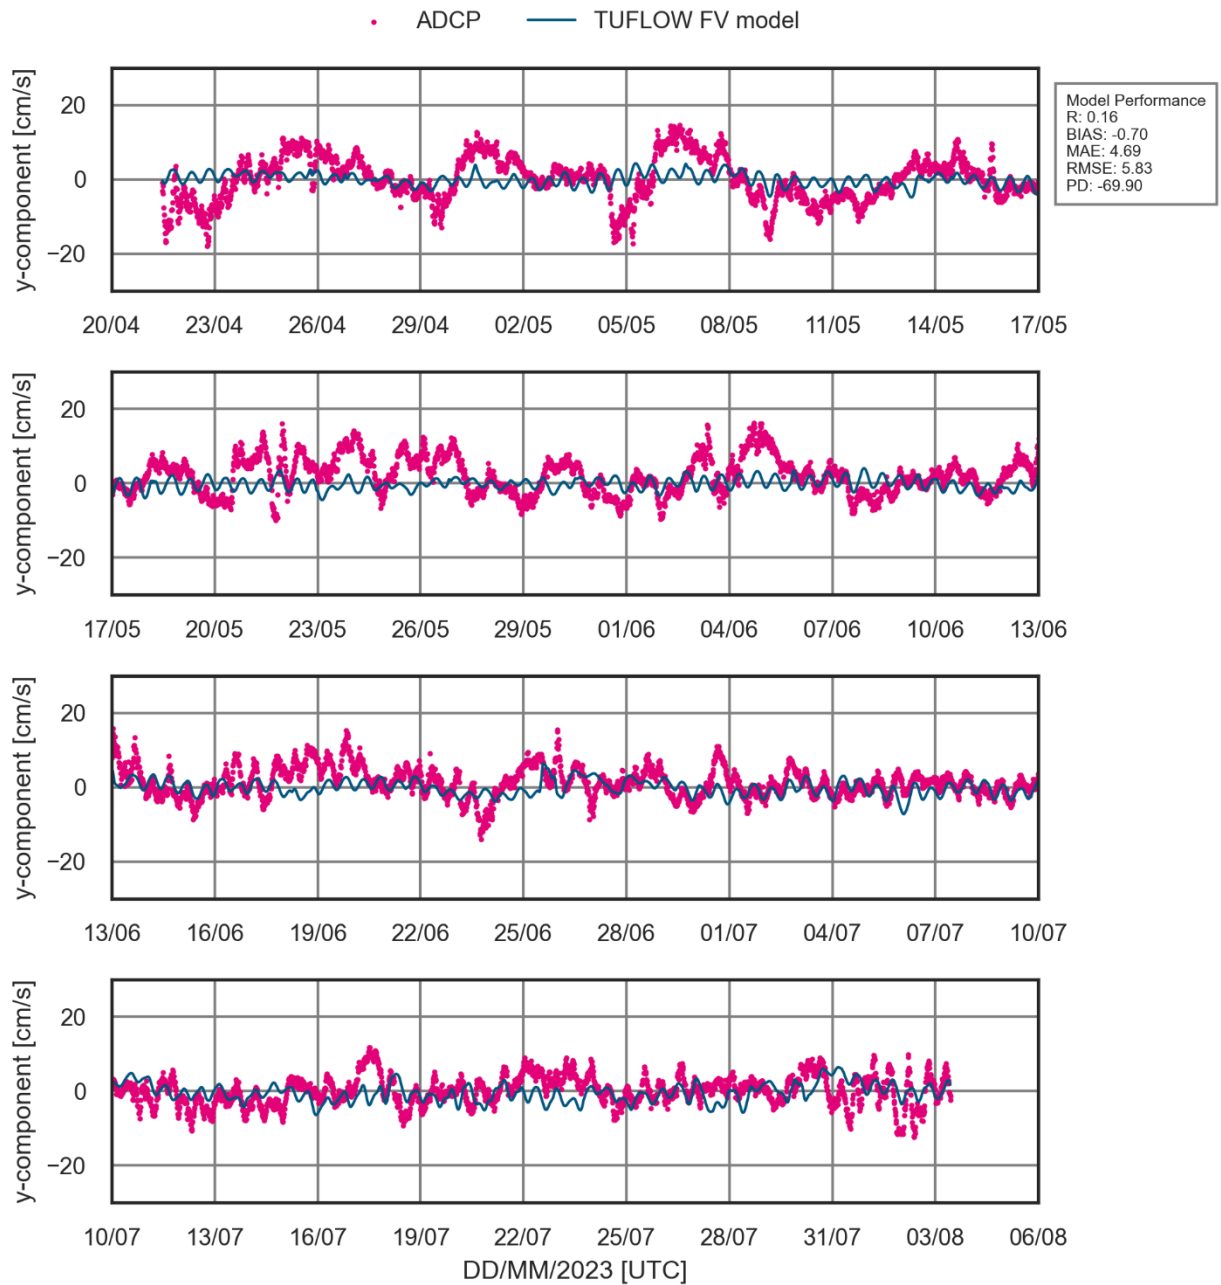 ADCP TUFLOW FV model
y-component [cm/s]
20
0
−20
20/04 23/04 26/04 29/04 02/05 05/05 08/05 11/05 14/05 17/05
Model Performance
R: 0.16
BIAS: -0.70
MAE: 4.69
RMSE: 5.83
PD: -69.90
y-component [cm/s]
20
0
−20
17/05 20/05 23/05 26/05 29/05 01/06 04/06 07/06 10/06 13/06
y-component [cm/s]
20
0
−20
13/06 16/06 19/06 22/06 25/06 28/06 01/07 04/07 07/07 10/07
y-component [cm/s]
20
0
−20
10/07 13/07 16/07 19/07 22/07 25/07 28/07 31/07 03/08 06/08
DD/MM/2023 [UTC]